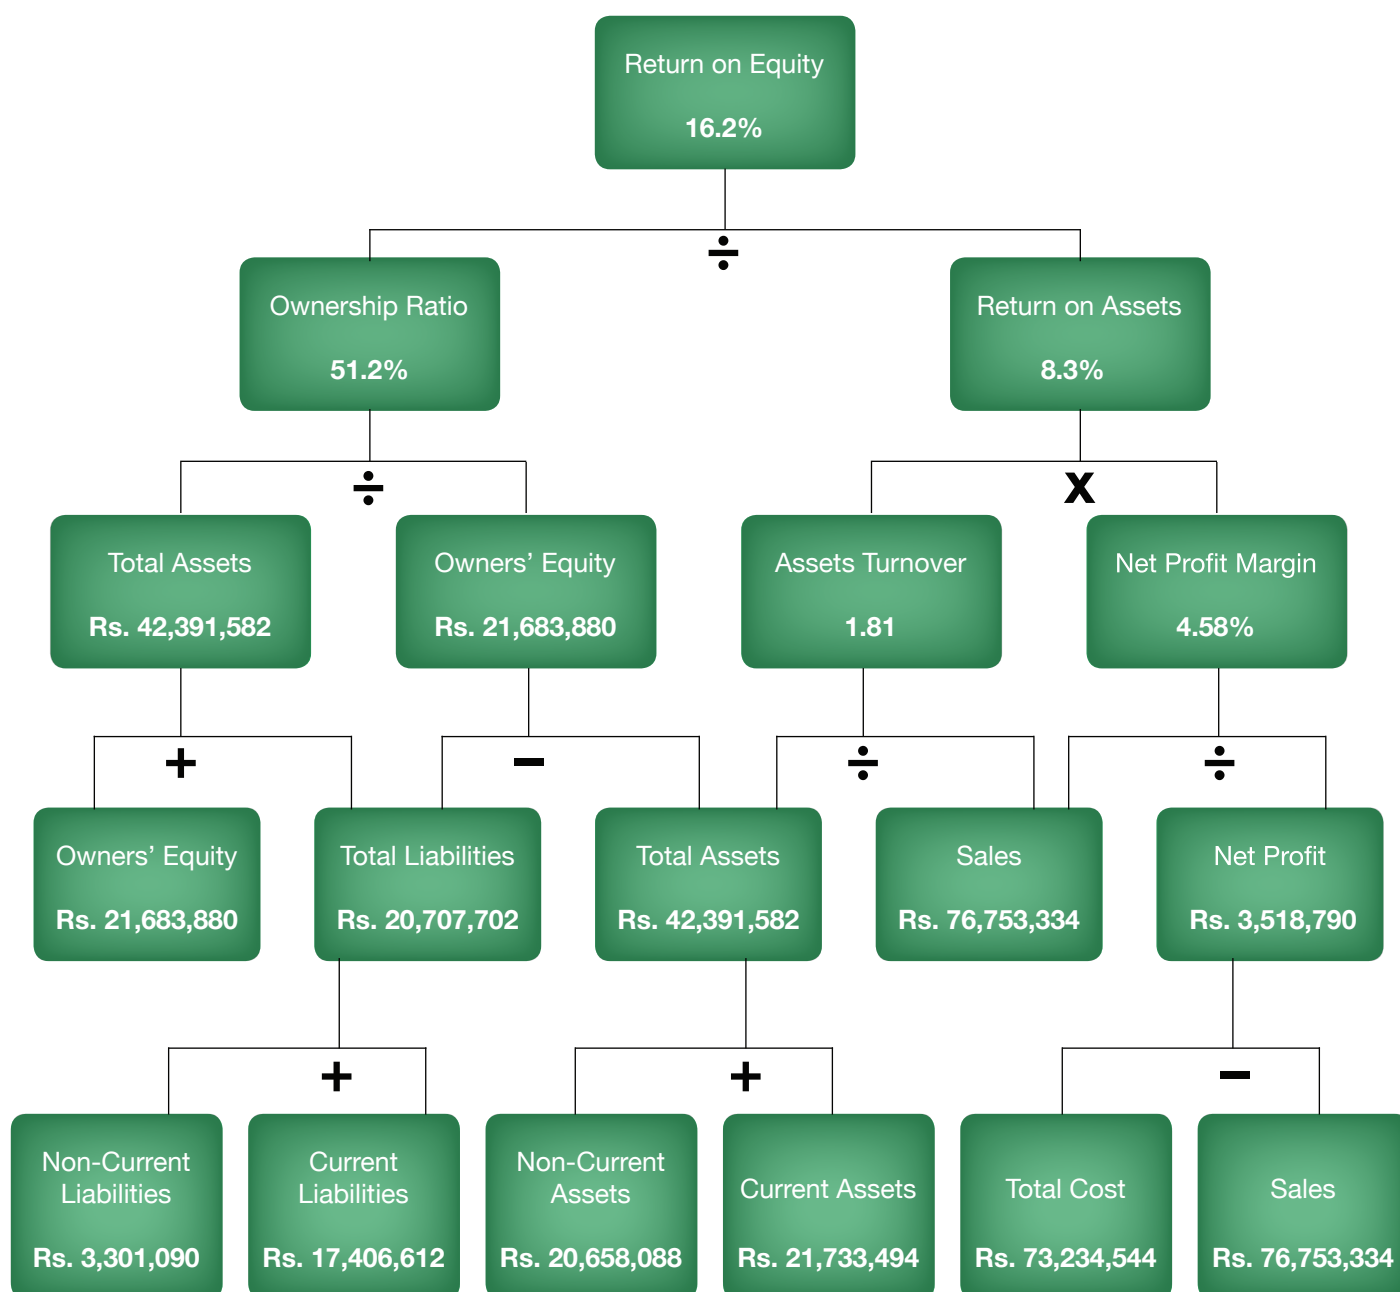 Return on Equity
16.2%
÷
Ownership Ratio
51.2%
Return on Assets
8.3%
÷
x
Total Assets
Rs. 42,391,582
Owners’ Equity
Rs. 21,683,880
Assets Turnover
1.81
Net Profit Margin
4.58%
+
−
÷
÷
Owners’ Equity
Rs. 21,683,880
Total Liabilities
Rs. 20,707,702
Total Assets
Rs. 42,391,582
Sales
Rs. 76,753,334
Net Profit
Rs. 3,518,790
+
+
−
Non-Current
Liabilities
Rs. 3,301,090
Current
Liabilities
Rs. 17,406,612
Non-Current
Assets
Rs. 20,658,088
Current Assets
Rs. 21,733,494
Total Cost
Rs. 73,234,544
Sales
Rs. 76,753,334